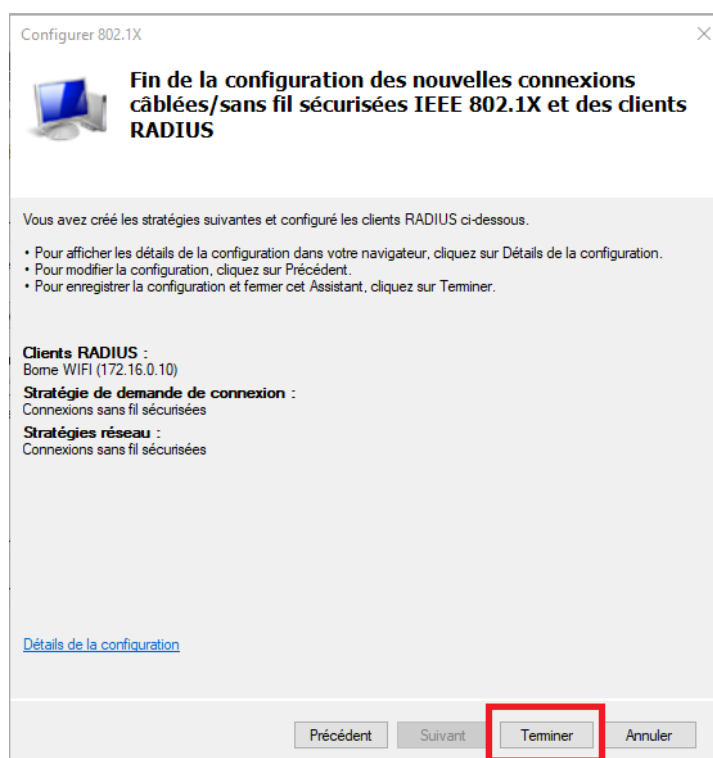 Configurer 802.1X
Fin de la configuration des nouvelles connexions
câblées/sans fil sécurisées IEEE 802.1X et des clients
RADIUS
Vous avez créé les stratégies suivantes et configuré les clients RADIUS ci-dessous.
• Pour afficher les détails de la configuration dans votre navigateur, cliquez sur Détails de la configuration.
• Pour modifier la configuration, cliquez sur Précédent.
• Pour enregistrer la configuration et fermer cet Assistant, cliquez sur Terminer.
Clients RADIUS :
Borne WIFI (172.16.0.10)
Stratégie de demande de connexion :
Connexions sans fil sécurisées
Stratégies réseau :
Connexions sans fil sécurisées
Détails de la configuration
Précédent Suivant Terminer Annuler